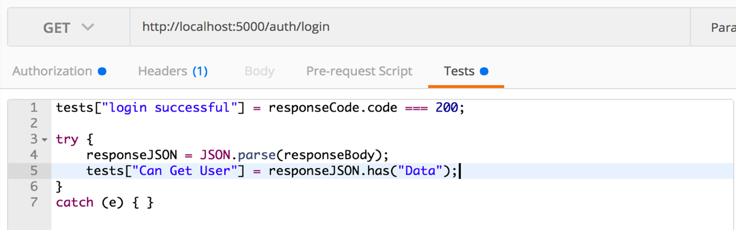 GET http://localhost:5000/auth/login Para
Authorization Headers (1) Body Pre-request Script Tests
1 tests["login successful"] = responseCode.code === 200;
2
3 try {
4     responseJSON = JSON.parse(responseBody);
5     tests["Can Get User"] = responseJSON.has("Data");
6 }
7 catch (e) { }